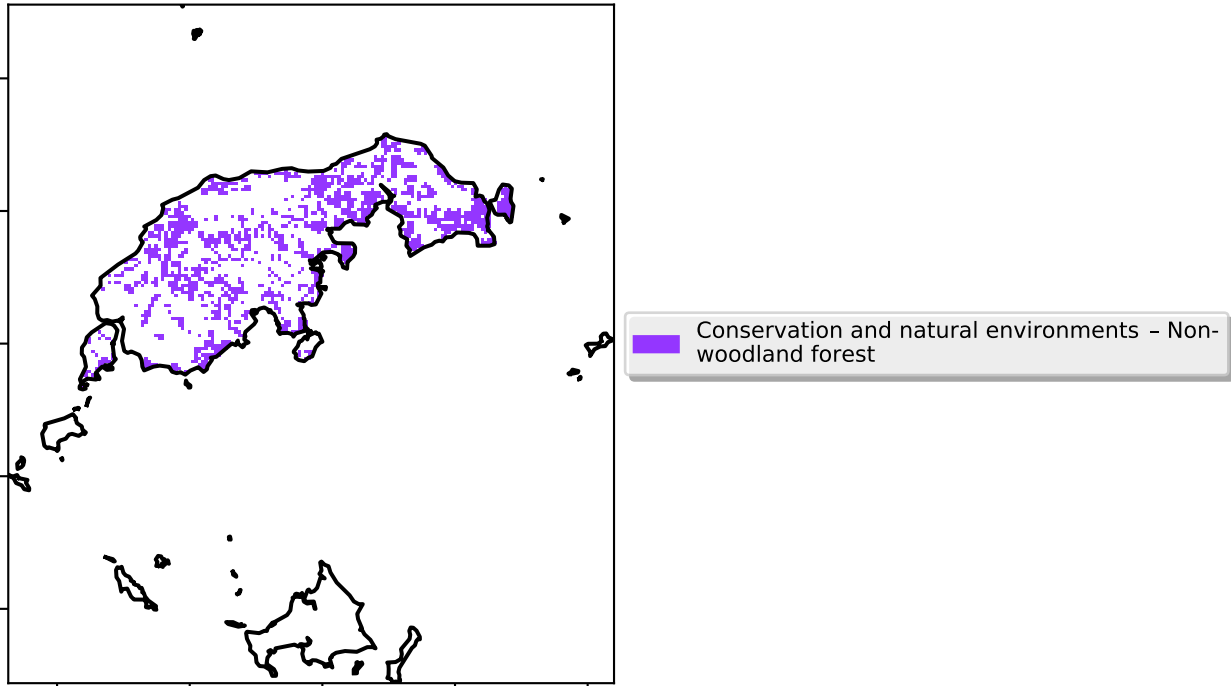 Conservation and natural environments – Non-
woodland forest